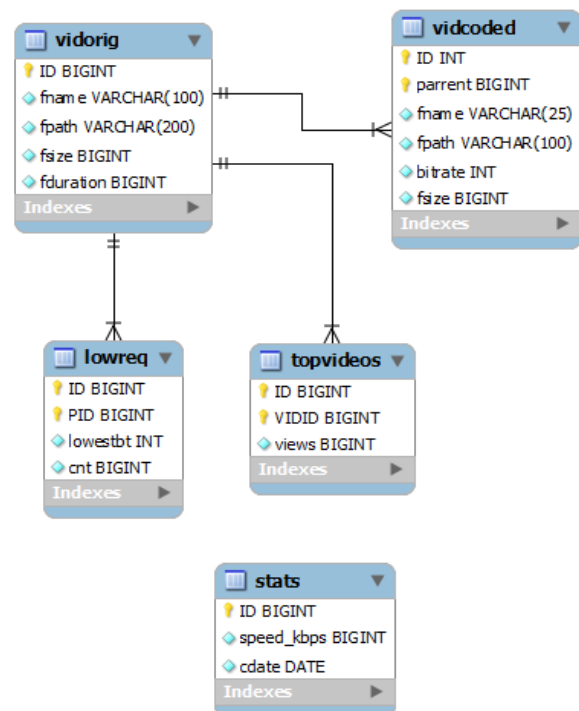 vidorig
ID BIGINT
fname VARCHAR(100)
fpath VARCHAR(200)
fsize BIGINT
fduration BIGINT
Indexes
vidcoded
ID INT
parrent BIGINT
fname VARCHAR(25)
fpath VARCHAR(100)
bitrate INT
fsize BIGINT
Indexes
lowreq
ID BIGINT
PID BIGINT
lowestbt INT
cnt BIGINT
Indexes
topvideos
ID BIGINT
VIDID BIGINT
views BIGINT
Indexes
stats
ID BIGINT
speed_kbps BIGINT
cdate DATE
Indexes